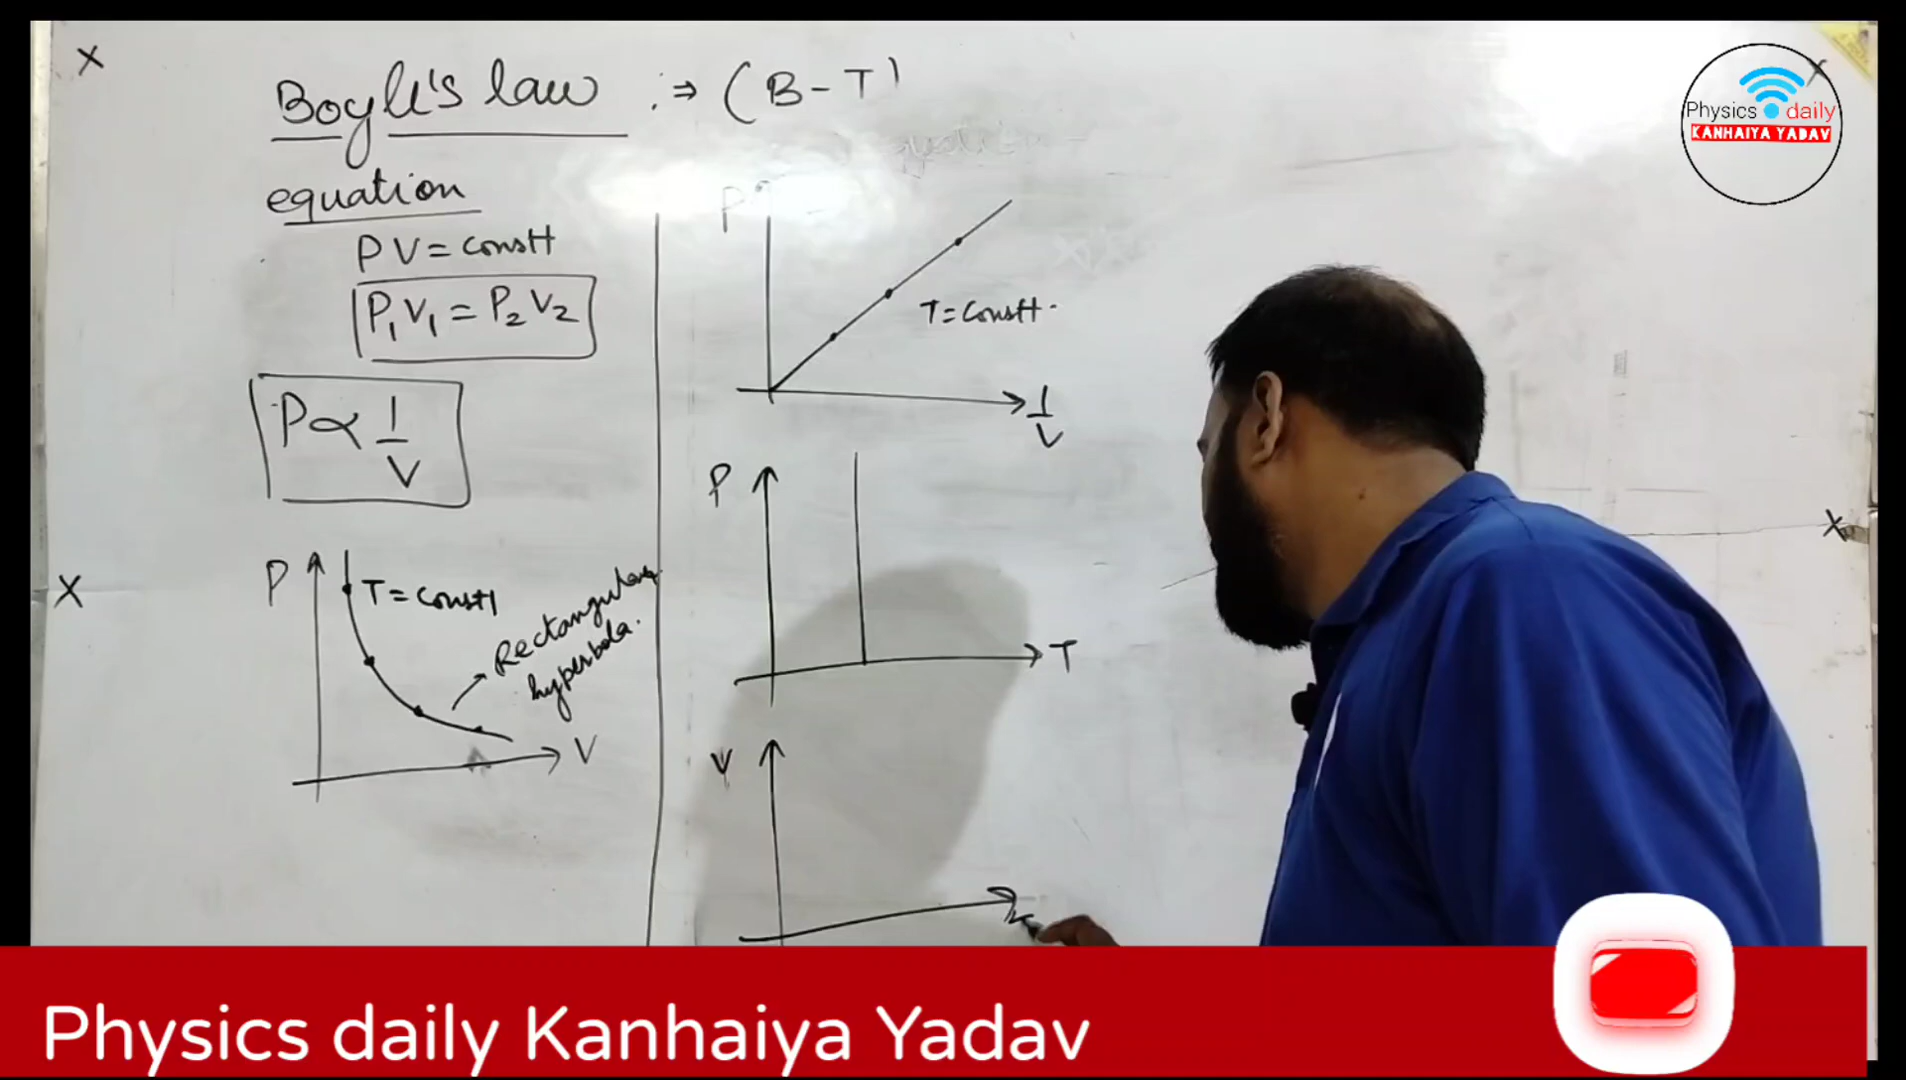 Boyle's law :⇒ (B-T)
equation
PV = constt
P₁V₁ = P₂V₂
P ∝ 1/V
P
T = constt
Rectangular
hyperbola.
V
P
T = constt.
1/V
P
T
V
X
X
X
Physics daily
KANHAIYA YADAV
Physics daily Kanhaiya Yadav